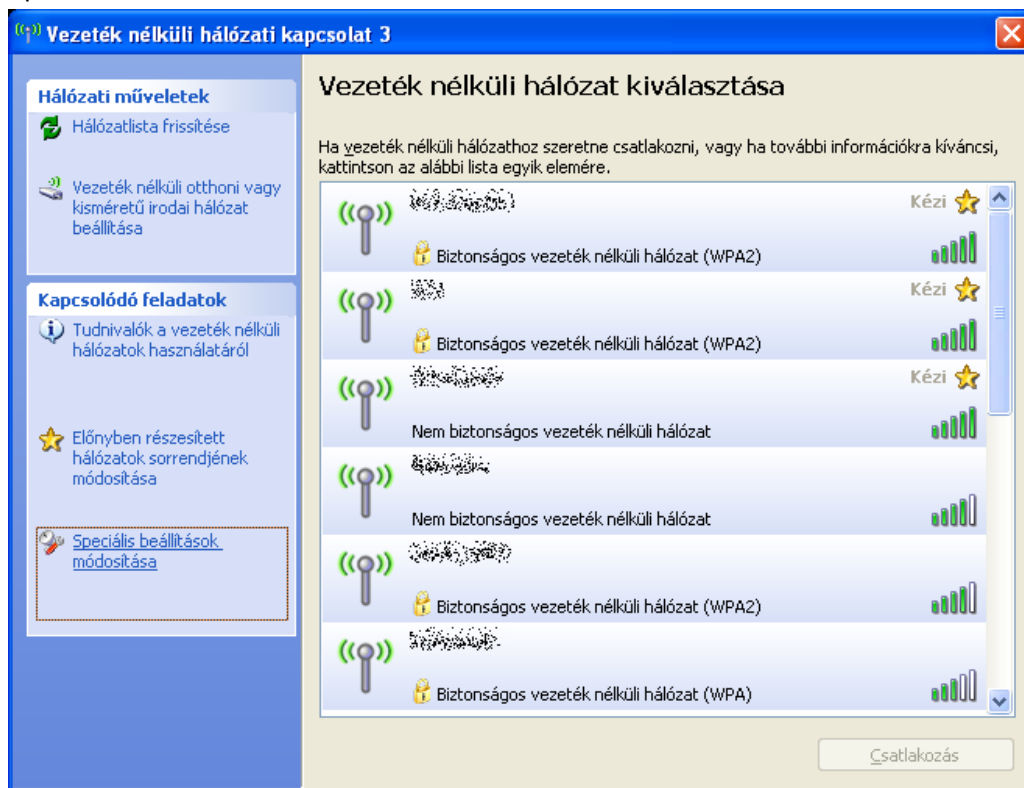 Vezeték nélküli hálózati kapcsolat 3
Hálózati műveletek
Hálózatlista frissítése
Vezeték nélküli otthoni vagy
kisméretű irodai hálózat
beállítása
Kapcsolódó feladatok
Tudnivalók a vezeték nélküli
hálózatok használatáról
Előnyben részesített
hálózatok sorrendjének
módosítása
Speciális beállítások
módosítása
Vezeték nélküli hálózat kiválasztása
Ha vezeték nélküli hálózathoz szeretne csatlakozni, vagy ha további információkra kíváncsi,
kattintson az alábbi lista egyik elemére.
Kézi
Biztonságos vezeték nélküli hálózat (WPA2)
Kézi
Biztonságos vezeték nélküli hálózat (WPA2)
Kézi
Nem biztonságos vezeték nélküli hálózat
Nem biztonságos vezeték nélküli hálózat
Biztonságos vezeték nélküli hálózat (WPA2)
Biztonságos vezeték nélküli hálózat (WPA)
Csatlakozás